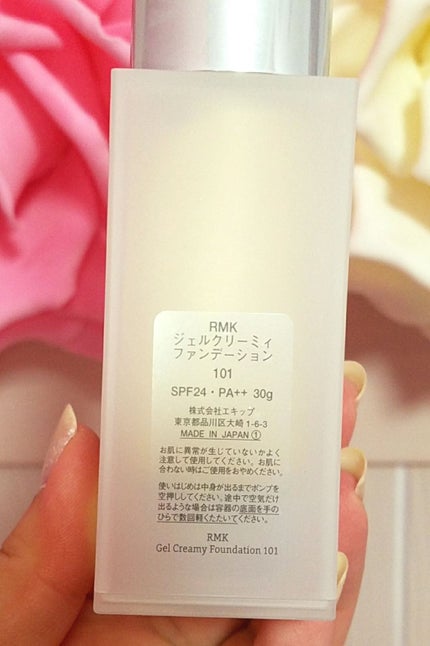 RMK
ジェルクリーミィ
ファンデーション
101
SPF24・PA++ 30g
株式会社エキップ
東京都品川区大崎1-6-3
MADE IN JAPAN①
お肌に異常が生じていないかよく
注意して使用してください。お肌に
合わない時はご使用をおやめください。
使いはじめは中身が出るまでポンプを
空押ししてください。途中で空気だけ
出るような場合は容器の底面を手の
ひらで数回軽くたたいてください。
RMK
Gel Creamy Foundation 101